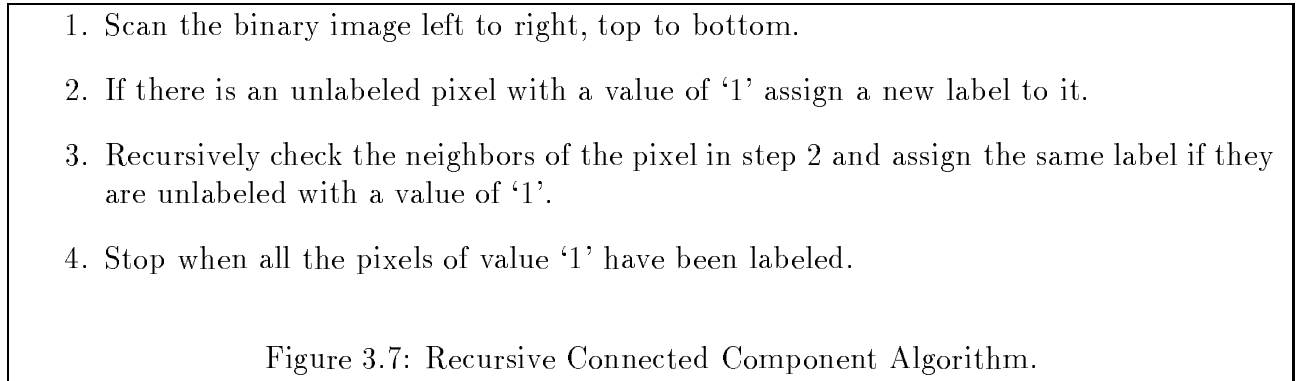 1. Scan the binary image left to right, top to bottom.
2. If there is an unlabeled pixel with a value of ‘1’ assign a new label to it.
3. Recursively check the neighbors of the pixel in step 2 and assign the same label if they
are unlabeled with a value of ‘1’.
4. Stop when all the pixels of value ‘1’ have been labeled.
Figure 3.7: Recursive Connected Component Algorithm.